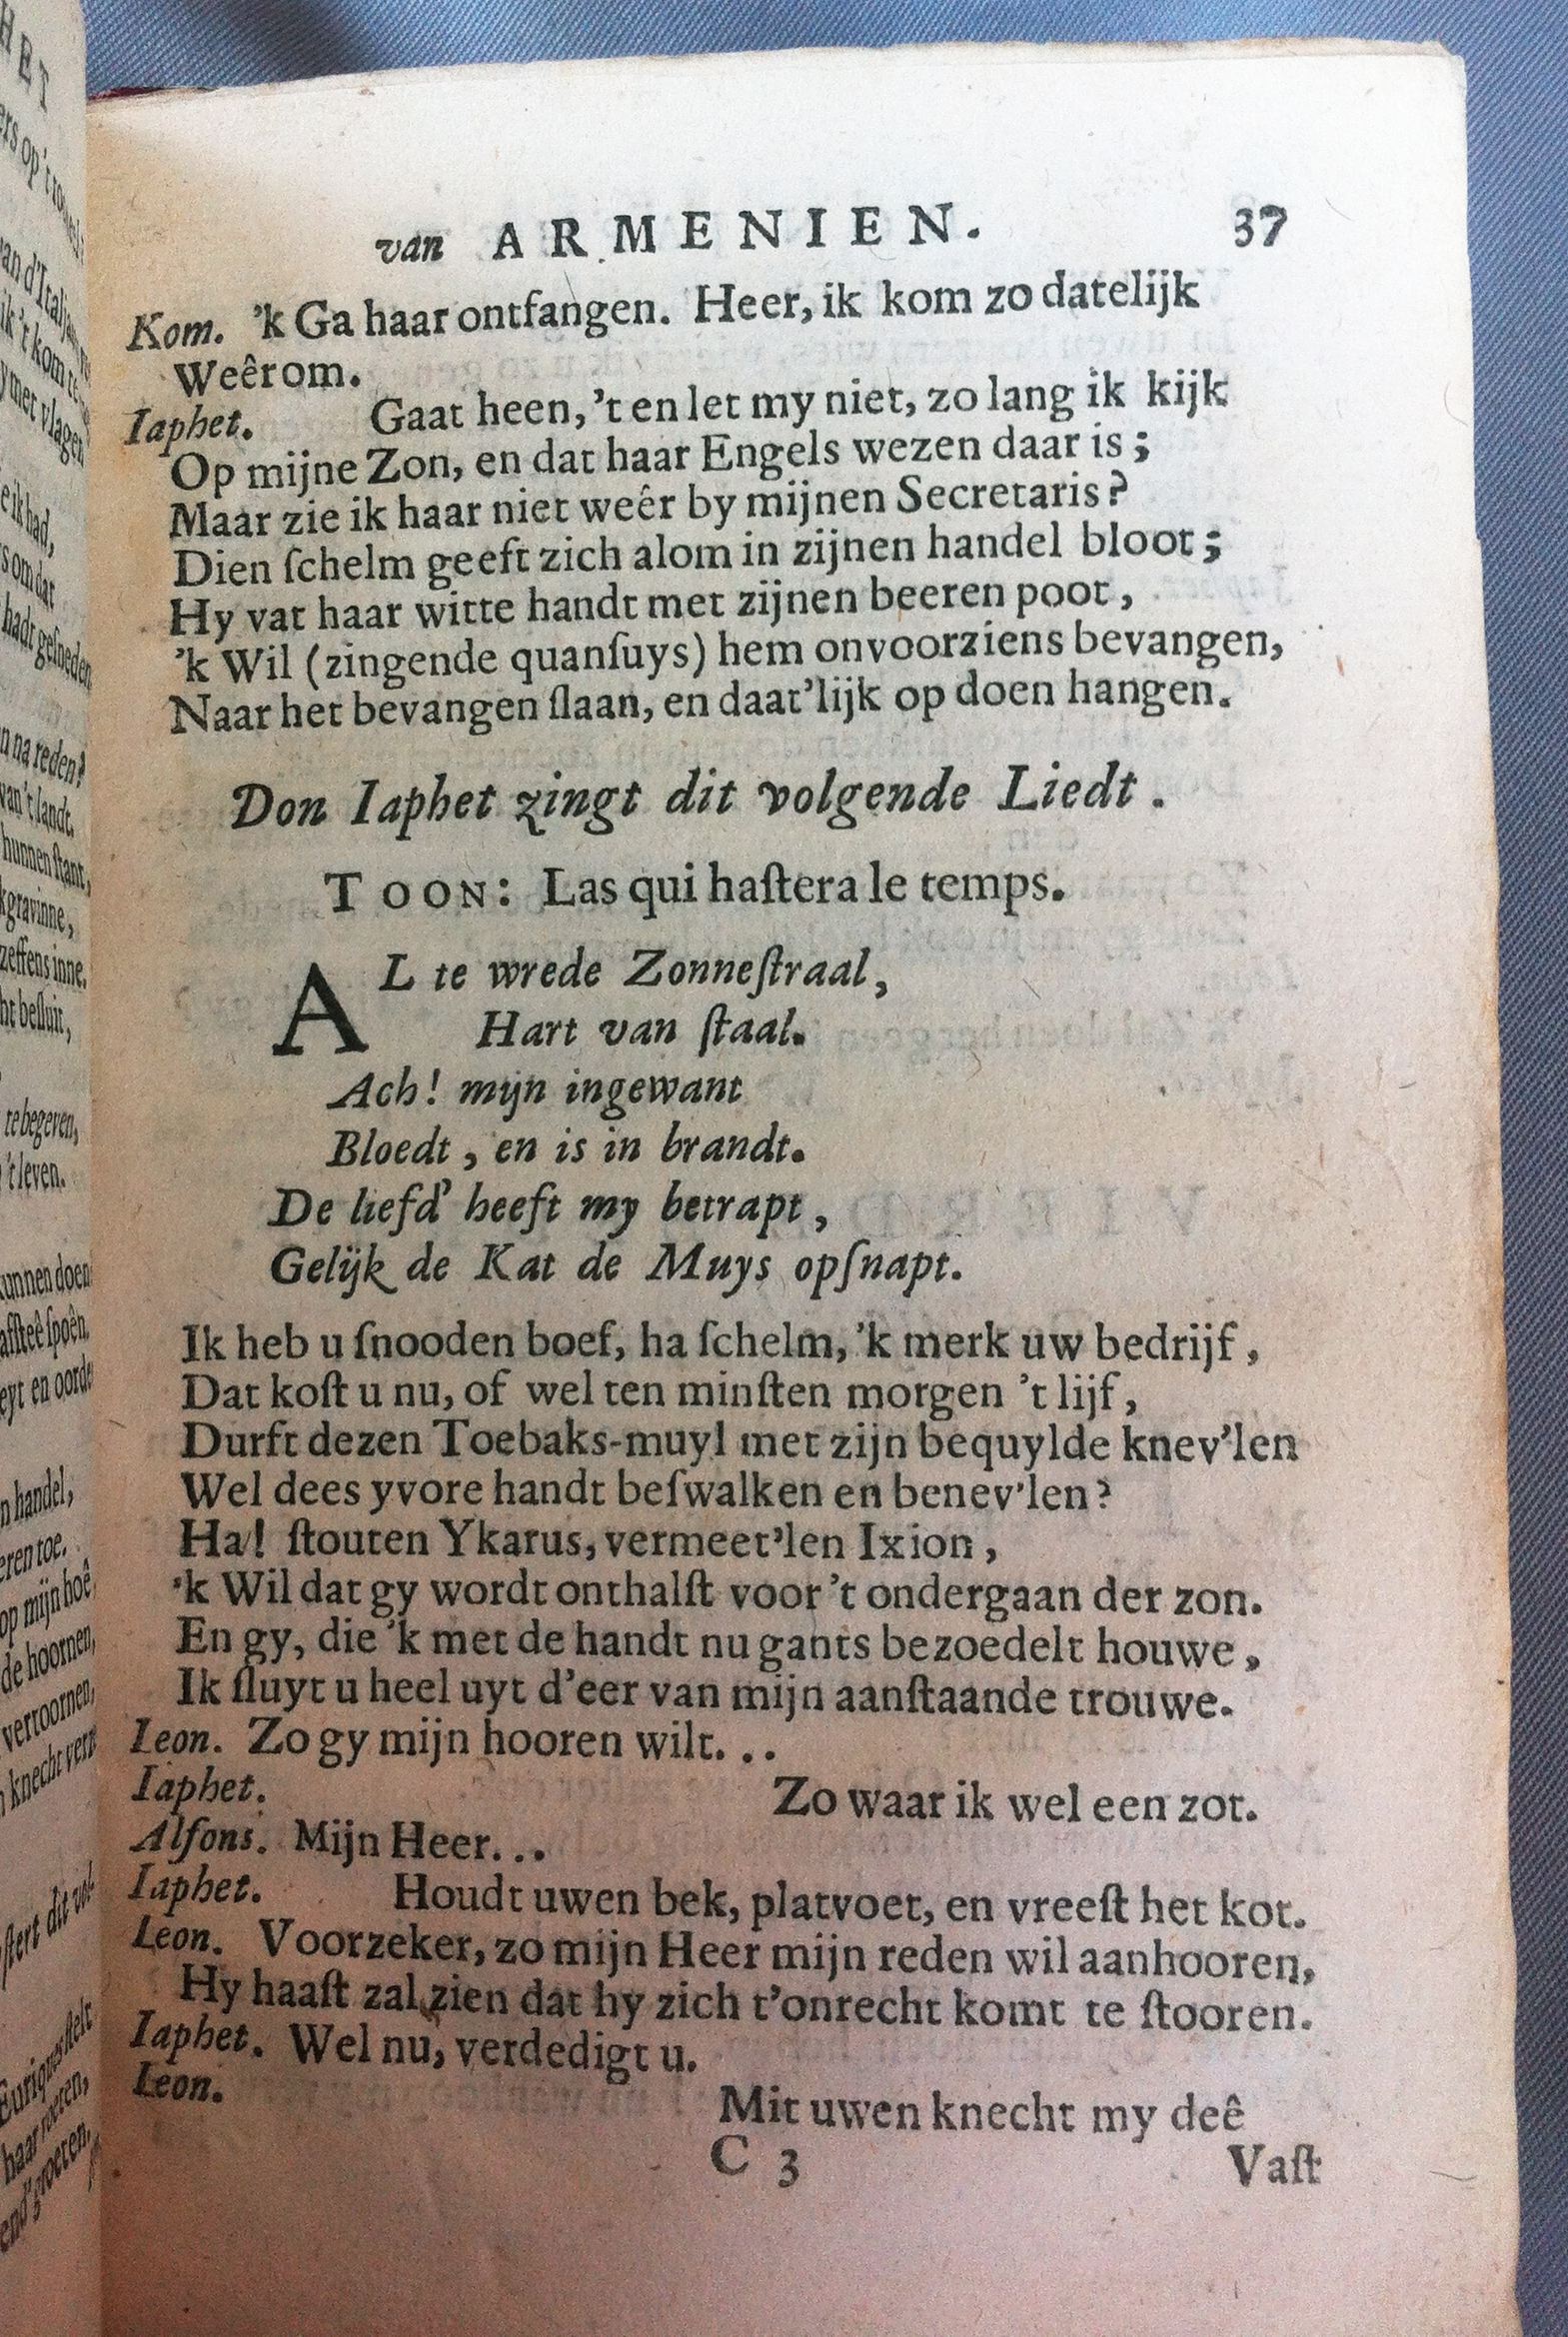 van ARMENIEN. 37
Kom. 'k Ga haar ontfangen. Heer, ik kom zo datelijk
Weêrom.
Iaphet. Gaat heen, 't en let my niet, zo lang ik kijk
Op mijne Zon, en dat haar Engels wezen daar is;
Maar zie ik haar niet weêr by mijnen Secretaris?
Dien ſchelm geeft zich alom in zijnen handel bloot;
Hy vat haar witte handt met zijnen beeren poot,
'k Wil (zingende quanſuys) hem onvoorziens bevangen,
Naar het bevangen ſlaan, en daat'lijk op doen hangen.
Don Iaphet zingt dit volgende Liedt.
TOON: Las qui haſtera le temps.
AL te wrede Zonneſtraal,
Hart van ſtaal.
Ach! mijn ingewant
Bloedt, en is in brandt.
De liefd' heeft my betrapt,
Gelijk de Kat de Muys opſnapt.
Ik heb u ſnooden boef, ha ſchelm, 'k merk uw bedrijf,
Dat koſt u nu, of wel ten minſten morgen 't lijf,
Durft dezen Toebaks-muyl met zijn bequylde knev'len
Wel dees yvore handt beſwalken en benev'len?
Ha! ſtouten Ykarus, vermeet'len Ixion,
'k Wil dat gy wordt onthalſt voor 't ondergaan der zon.
En gy, die 'k met de handt nu gants bezoedelt houwe,
Ik ſluyt u heel uyt d'eer van mijn aanſtaande trouwe.
Leon. Zo gy mijn hooren wilt...
Iaphet. Zo waar ik wel een zot.
Alfons. Mijn Heer...
Iaphet. Houdt uwen bek, platvoet, en vreeſt het kot.
Leon. Voorzeker, zo mijn Heer mijn reden wil aanhooren,
Hy haaſt zal zien dat hy zich t'onrecht komt te ſtooren.
Iaphet. Wel nu, verdedigt u.
Leon. Mit uwen knecht my deê
C 3 Vaſt